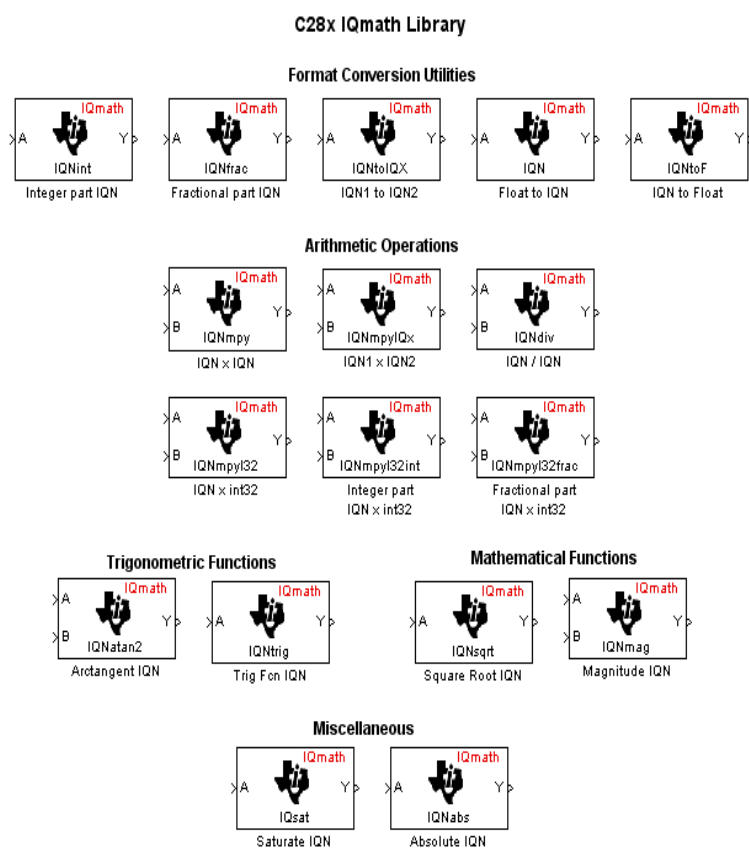 C28x IQmath Library
Format Conversion Utilities
IQmath IQmath IQmath IQmath IQmath
A Y A Y A Y A Y A Y
IQNint IQNfrac IQNtoIQX IQN IQNtoF
Integer part IQN Fractional part IQN IQN1 to IQN2 Float to IQN IQN to Float
Arithmetic Operations
IQmath IQmath IQmath
A A A
Y Y Y
B B B
IQNmpy IQNmpyIQx IQNdiv
IQN x IQN IQN1 x IQN2 IQN / IQN
IQmath IQmath IQmath
A A A
Y Y Y
B B B
IQNmpyI32 IQNmpyI32int IQNmpyI32frac
IQN x int32 Integer part Fractional part
IQN x int32 IQN x int32
Trigonometric Functions Mathematical Functions
IQmath IQmath IQmath IQmath
A A
Y A Y A Y Y
B B
IQNatan2 IQNtrig IQNsqrt IQNmag
Arctangent IQN Trig Fcn IQN Square Root IQN Magnitude IQN
Miscellaneous
IQmath IQmath
A Y A Y
IQsat IQNabs
Saturate IQN Absolute IQN